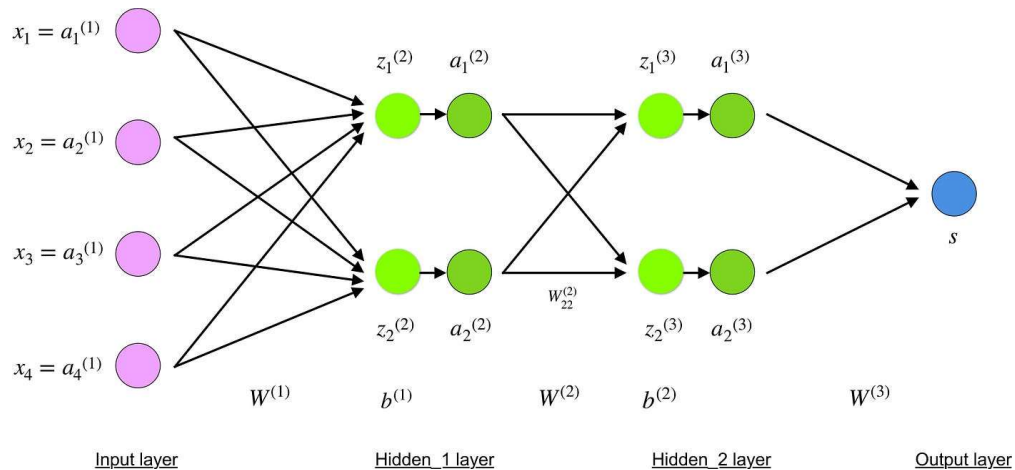 x₁ = a₁⁽¹⁾
z₁⁽²⁾ a₁⁽²⁾ z₁⁽³⁾ a₁⁽³⁾
x₂ = a₂⁽¹⁾
x₃ = a₃⁽¹⁾
s
W₂₂⁽²⁾
z₂⁽²⁾ a₂⁽²⁾ z₂⁽³⁾ a₂⁽³⁾
x₄ = a₄⁽¹⁾
W⁽¹⁾ b⁽¹⁾ W⁽²⁾ b⁽²⁾ W⁽³⁾
Input layer Hidden_1 layer Hidden_2 layer Output layer